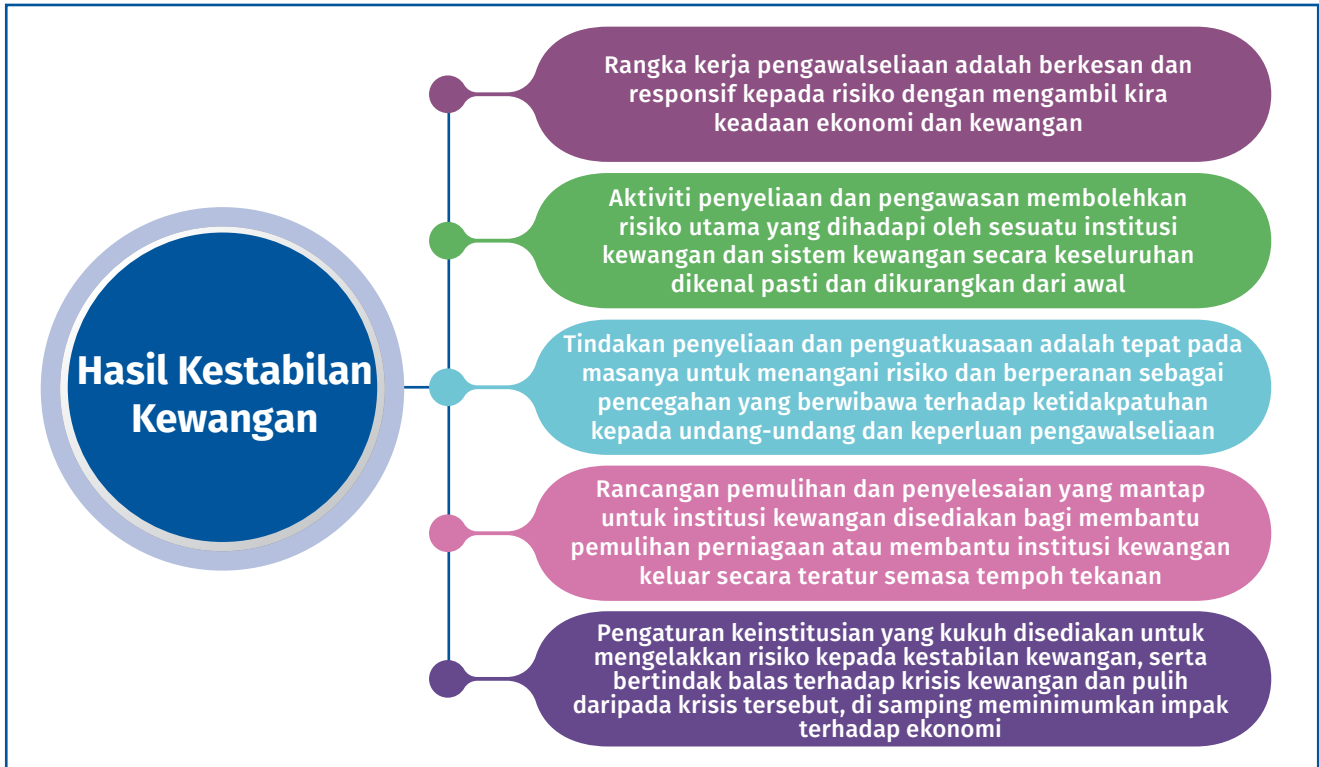 Hasil Kestabilan
Kewangan
Rangka kerja pengawalseliaan adalah berkesan dan
responsif kepada risiko dengan mengambil kira
keadaan ekonomi dan kewangan
Aktiviti penyeliaan dan pengawasan membolehkan
risiko utama yang dihadapi oleh sesuatu institusi
kewangan dan sistem kewangan secara keseluruhan
dikenal pasti dan dikurangkan dari awal
Tindakan penyeliaan dan penguatkuasaan adalah tepat pada
masanya untuk menangani risiko dan berperanan sebagai
pencegahan yang berwibawa terhadap ketidakpatuhan
kepada undang-undang dan keperluan pengawalseliaan
Rancangan pemulihan dan penyelesaian yang mantap
untuk institusi kewangan disediakan bagi membantu
pemulihan perniagaan atau membantu institusi kewangan
keluar secara teratur semasa tempoh tekanan
Pengaturan keinstitusian yang kukuh disediakan untuk
mengelakkan risiko kepada kestabilan kewangan, serta
bertindak balas terhadap krisis kewangan dan pulih
daripada krisis tersebut, di samping meminimumkan impak
terhadap ekonomi